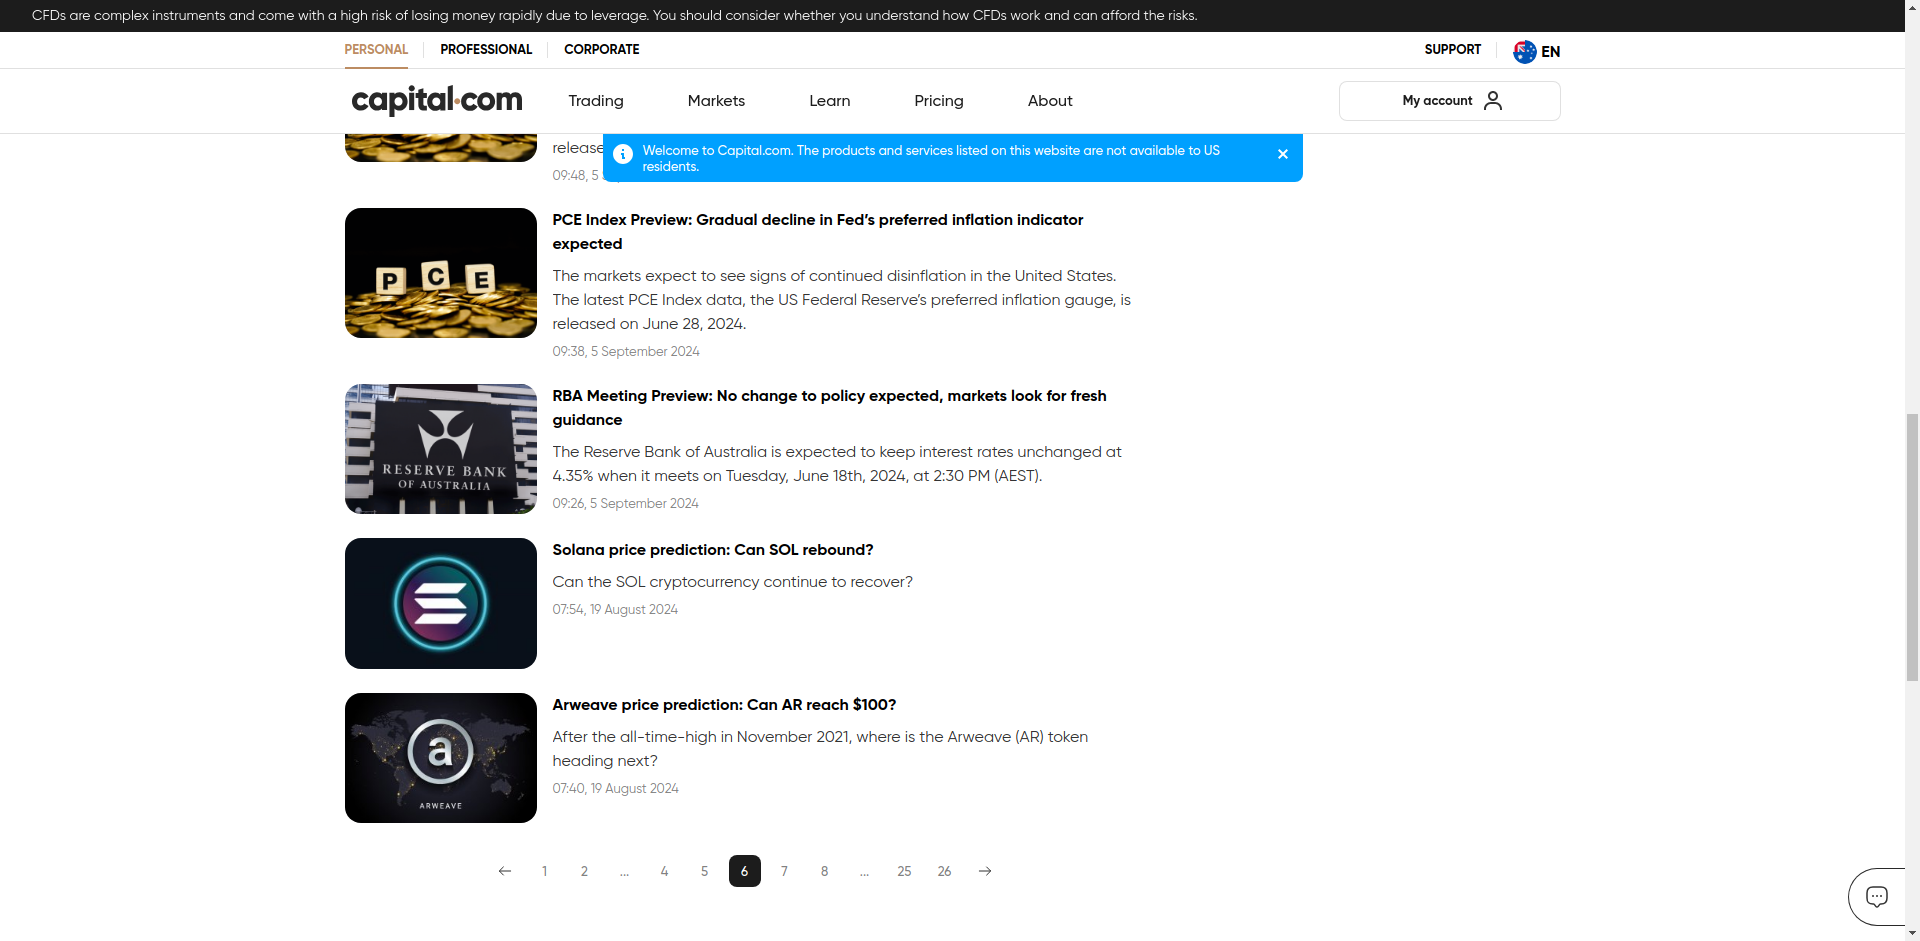 CFDs are complex instruments and come with a high risk of losing money rapidly due to leverage. You should consider whether you understand how CFDs work and can afford the risks.
PERSONAL
PROFESSIONAL
CORPORATE
SUPPORT
EN
capital.com
Trading
Markets
Learn
Pricing
About
My account
Welcome to Capital.com. The products and services listed on this website are not available to US
residents.
release
09:48, 5
PCE Index Preview: Gradual decline in Fed's preferred inflation indicator
expected
P C E
The markets expect to see signs of continued disinflation in the United States.
The latest PCE Index data, the US Federal Reserve's preferred inflation gauge, is
released on June 28, 2024.
09:38, 5 September 2024
RBA Meeting Preview: No change to policy expected, markets look for fresh
guidance
RESERVE BANK
OF AUSTRALIA
The Reserve Bank of Australia is expected to keep interest rates unchanged at
4.35% when it meets on Tuesday, June 18th, 2024, at 2:30 PM (AEST).
09:26, 5 September 2024
Solana price prediction: Can SOL rebound?
Can the SOL cryptocurrency continue to recover?
07:54, 19 August 2024
Arweave price prediction: Can AR reach $100?
a
ARWEAVE
After the all-time-high in November 2021, where is the Arweave (AR) token
heading next?
07:40, 19 August 2024
← 1 2 ... 4 5 6 7 8 ... 25 26 →